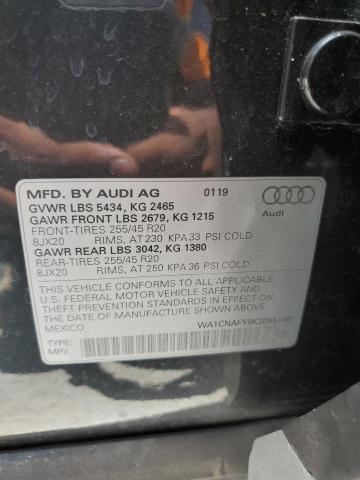 MFD. BY AUDI AG 0119
GVWR LBS 5434, KG 2465
GAWR FRONT LBS 2679, KG 1215
FRONT-TIRES 255/45 R20
8JX20 RIMS, AT 230 KPA 33 PSI COLD
GAWR REAR LBS 3042, KG 1380
REAR-TIRES 255/45 R20
8JX20 RIMS, AT 250 KPA 36 PSI COLD
THIS VEHICLE CONFORMS TO ALL APPLICABLE
U.S. FEDERAL MOTOR VEHICLE SAFETY, BUMPER AND
THEFT PREVENTION STANDARDS IN EFFECT ON
THE DATE OF MANUFACTURE SHOWN ABOVE.
MEXICO
TYPE:
MPV
Audi